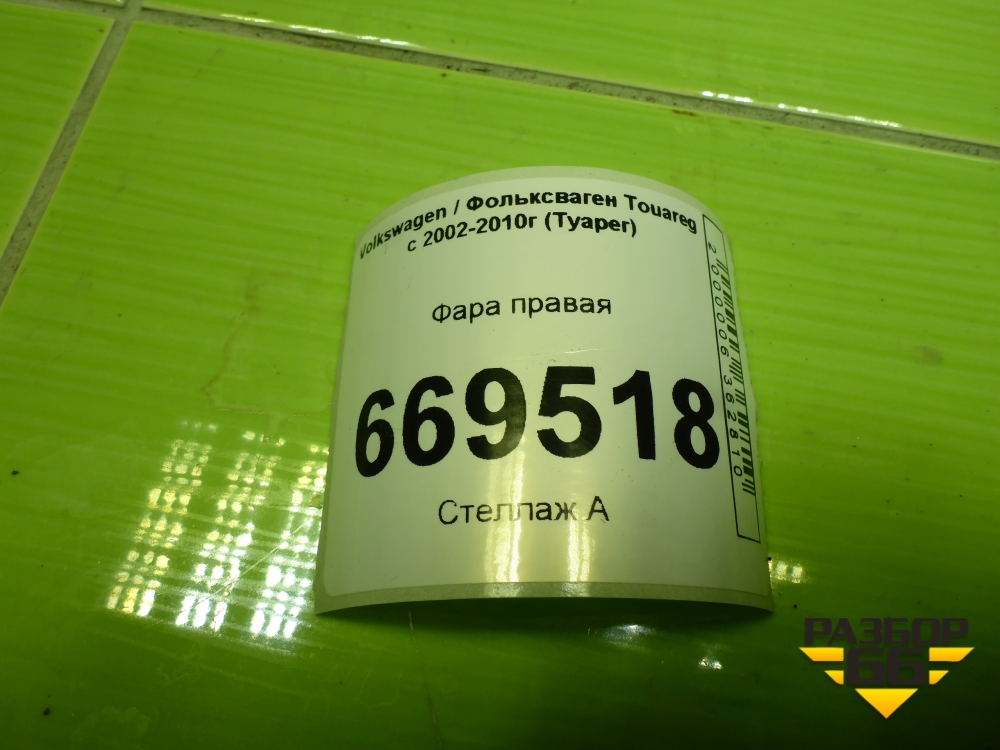 Volkswagen / Фольксваген Touareg
с 2002-2010г (Туарег)
Фара правая
669518
Стеллаж А
2000006362810
РАЗБОР
66